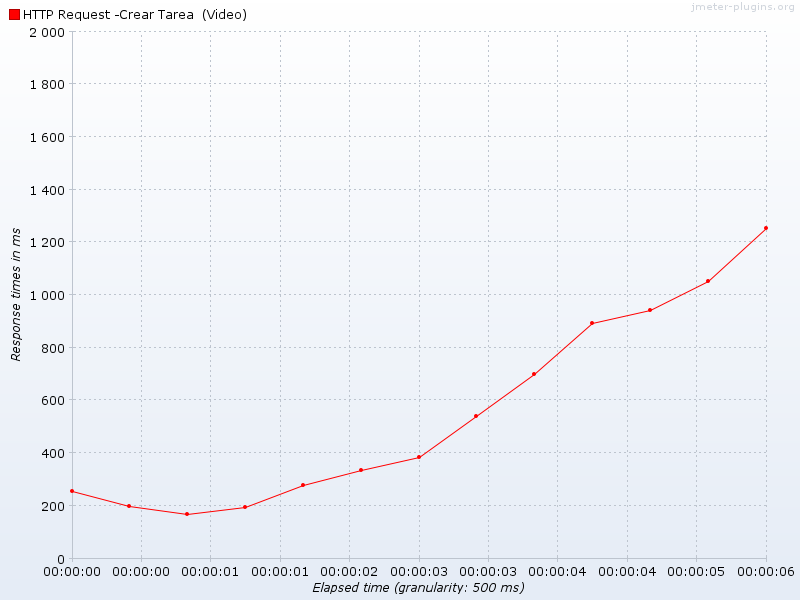 jmeter-plugins.org
HTTP Request -Crear Tarea  (Video)
2 000
1 800
1 600
1 400
1 200
1 000
800
600
400
200
0
Response times in ms
00:00:00 00:00:00 00:00:01 00:00:01 00:00:02 00:00:03 00:00:03 00:00:04 00:00:04 00:00:05 00:00:06
Elapsed time (granularity: 500 ms)